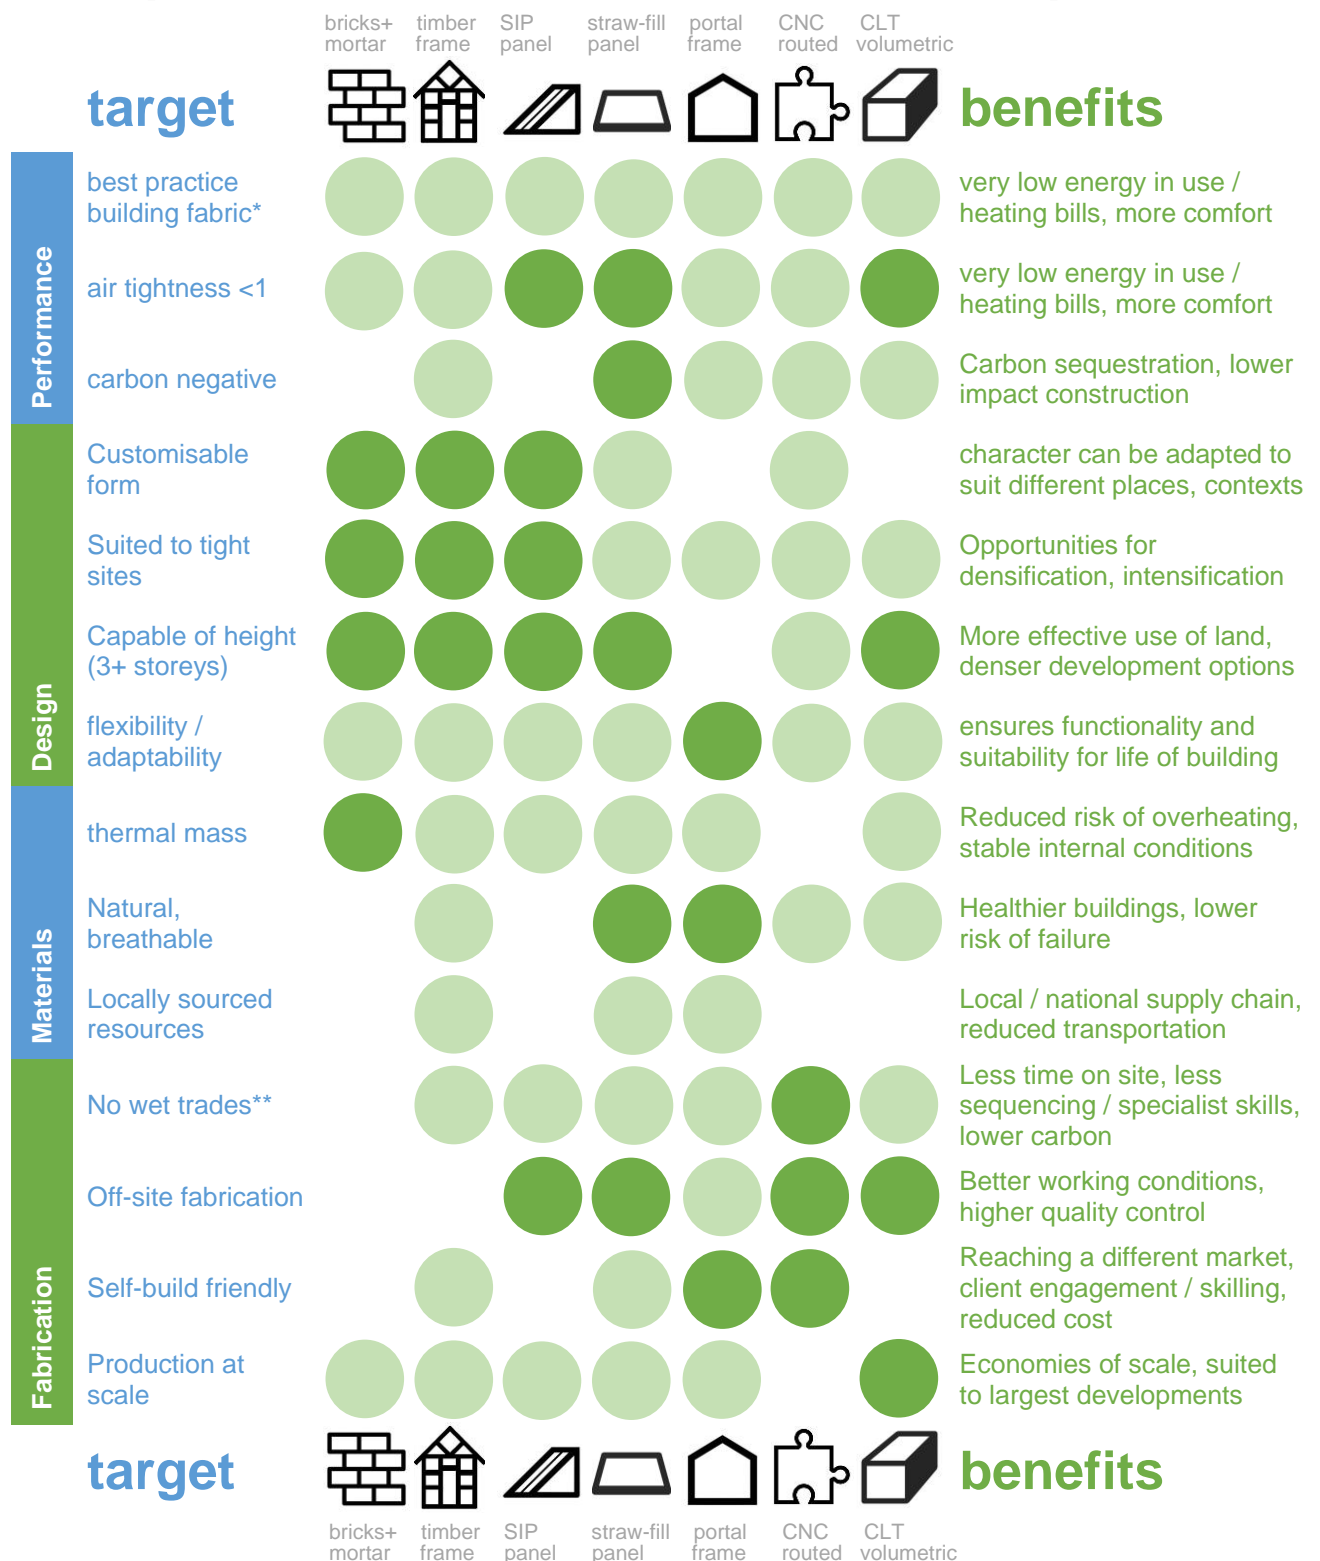 bricks+ timber SIP straw-fill portal CNC CLT
mortar frame panel panel frame routed volumetric
target benefits
Performance
best practice
building fabric*
very low energy in use /
heating bills, more comfort
air tightness <1
very low energy in use /
heating bills, more comfort
carbon negative
Carbon sequestration, lower
impact construction
Design
Customisable
form
character can be adapted to
suit different places, contexts
Suited to tight
sites
Opportunities for
densification, intensification
Capable of height
(3+ storeys)
More effective use of land,
denser development options
flexibility /
adaptability
ensures functionality and
suitability for life of building
Materials
thermal mass
Reduced risk of overheating,
stable internal conditions
Natural,
breathable
Healthier buildings, lower
risk of failure
Locally sourced
resources
Local / national supply chain,
reduced transportation
Fabrication
No wet trades**
Less time on site, less
sequencing / specialist skills,
lower carbon
Off-site fabrication
Better working conditions,
higher quality control
Self-build friendly
Reaching a different market,
client engagement / skilling,
reduced cost
Production at
scale
Economies of scale, suited
to largest developments
target benefits
bricks+ timber SIP straw-fill portal CNC CLT
mortar frame panel panel frame routed volumetric